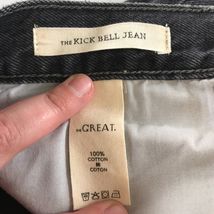 THE KICK BELL JEAN
THE GREAT.
100%
COTTON
COTON